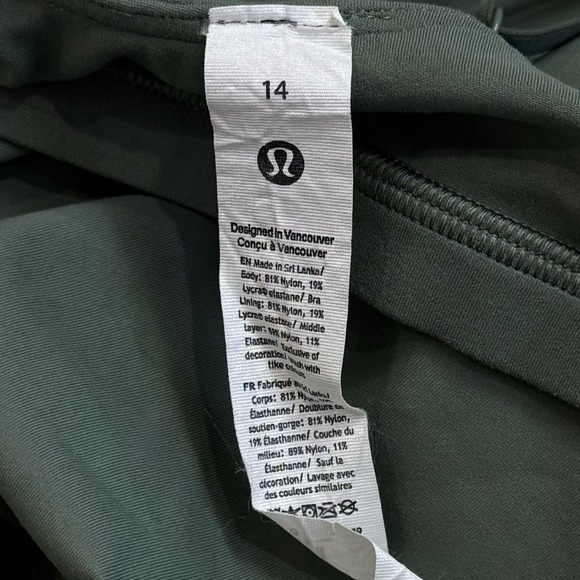 14
Designed in Vancouver
Conçu à Vancouver
EN Made in Sri Lanka/
Body: 81% Nylon, 19%
Lycra® elastane/ Bra
Lining: 81% Nylon, 19%
Lycra® elastane/ Middle
layer: 89% Nylon, 11%
Elastane/ Exclusive of
decoration/ Wash with
like colours
FR Fabriqué au Sri Lanka/
Corps: 81% Nylon,
Élasthanne/ Doublure de
soutien-gorge: 81% Nylon,
19% Élasthanne/ Couche du
milieu: 89% Nylon, 11%
Élasthanne/ Sauf la
décoration/ Lavage avec
des couleurs similaires